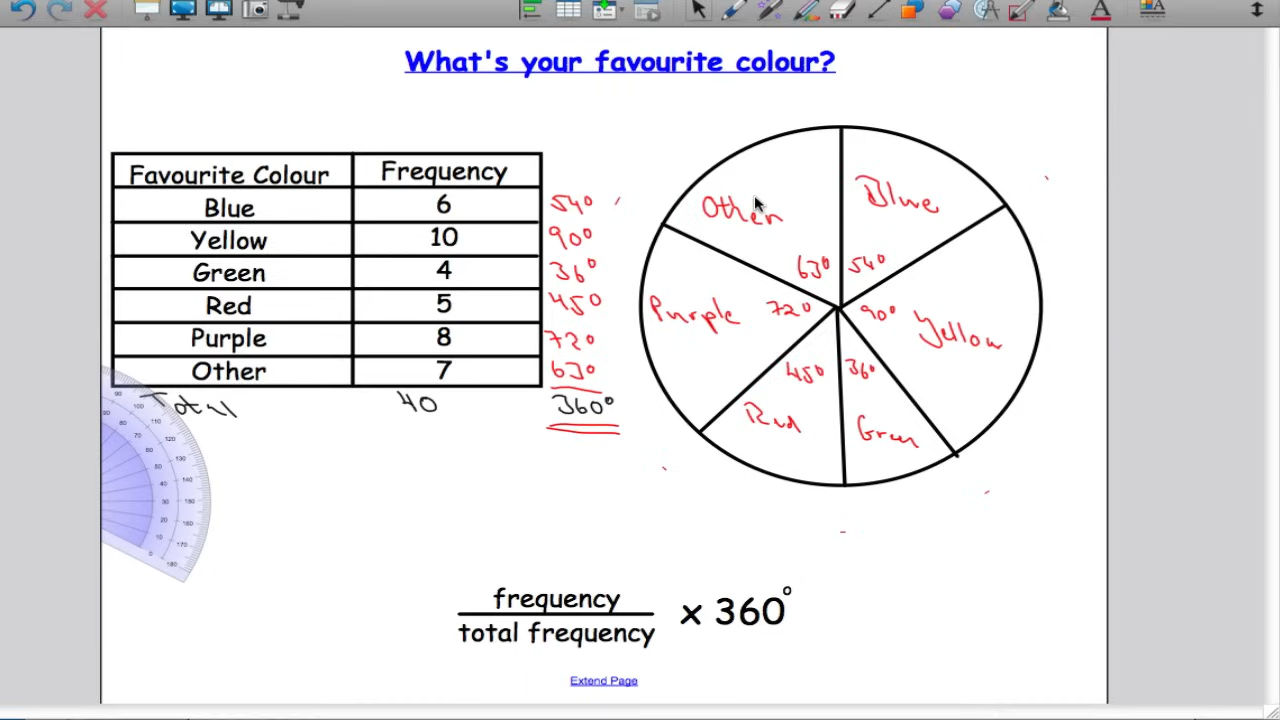 What's your favourite colour?
Favourite Colour Frequency
Blue 6 54°
Yellow 10 90°
Green 4 36°
Red 5 45°
Purple 8 72°
Other 7 63°
Total 40 360°
Other Blue
63° 54°
Purple 72° 90° Yellow
45° 36°
Red Green
frequency
total frequency
x 360°
Extend Page